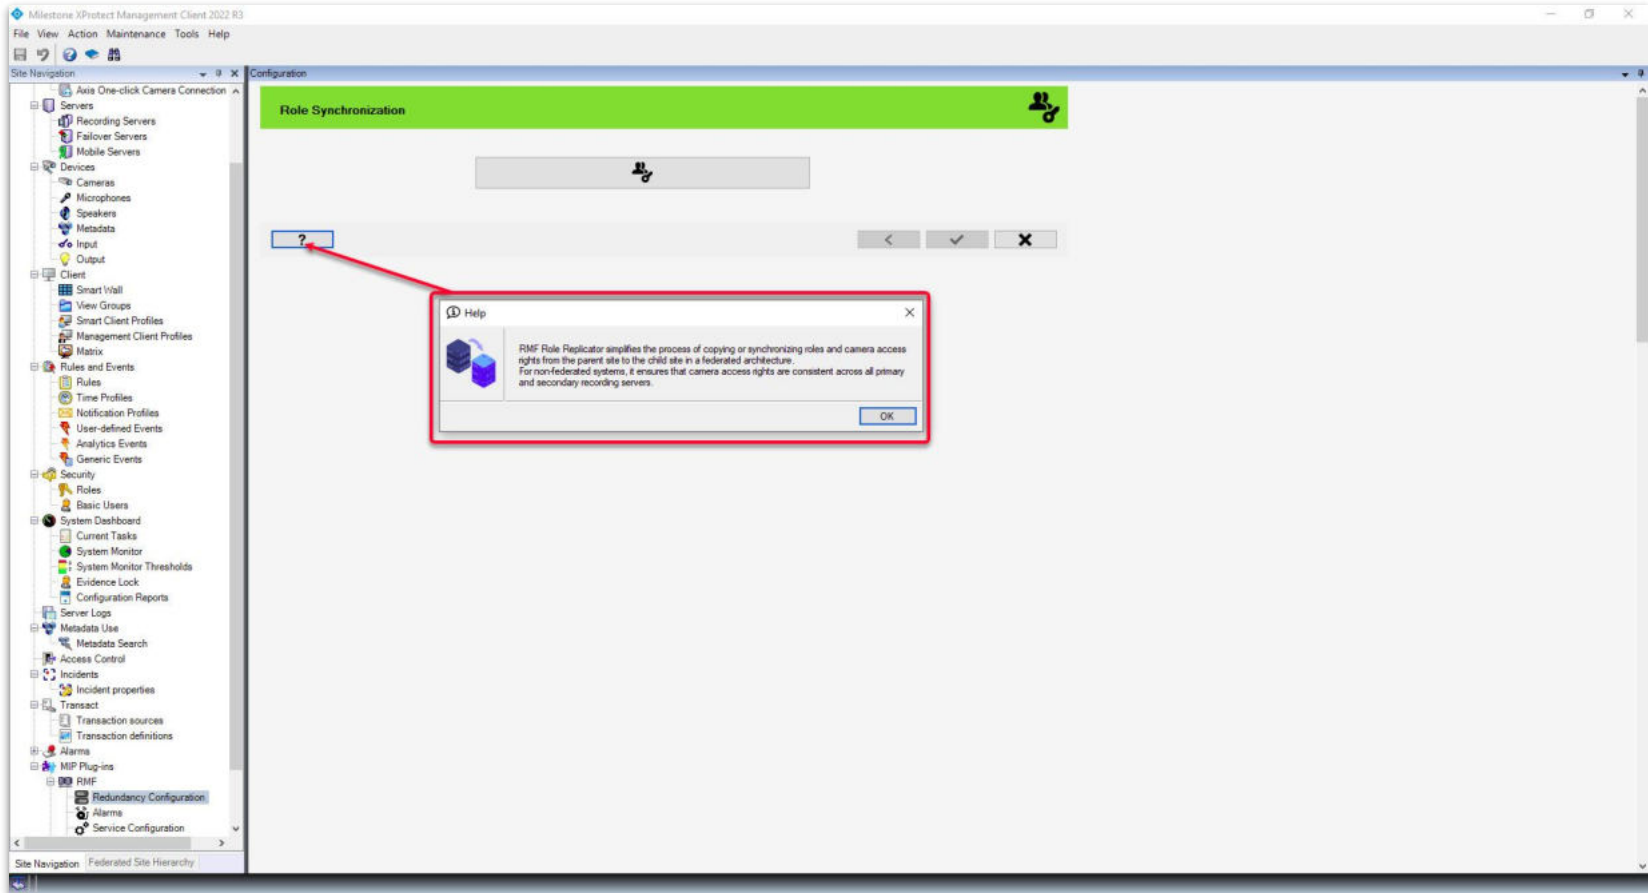 Milestone XProtect Management Client 2022 R3
File View Action Maintenance Tools Help
Site Navigation
Configuration
Axis One-click Camera Connection
Servers
Recording Servers
Failover Servers
Mobile Servers
Devices
Cameras
Microphones
Speakers
Metadata
Input
Output
Client
Smart Wall
View Groups
Smart Client Profiles
Management Client Profiles
Matrix
Rules and Events
Rules
Time Profiles
Notification Profiles
User-defined Events
Analytics Events
Generic Events
Security
Roles
Basic Users
System Dashboard
Current Tasks
System Monitor
System Monitor Thresholds
Evidence Lock
Configuration Reports
Server Logs
Metadata Use
Metadata Search
Access Control
Incidents
Incident properties
Transact
Transaction sources
Transaction definitions
Alarms
MIP Plug-ins
RMF
Redundancy Configuration
Alarms
Service Configuration
Site Navigation Federated Site Hierarchy
Role Synchronization
?
Help
RMF Role Replicator simplifies the process of copying or synchronizing roles and camera access
rights from the parent site to the child site in a federated architecture.
For non-federated systems, it ensures that camera access rights are consistent across all primary
and secondary recording servers.
OK